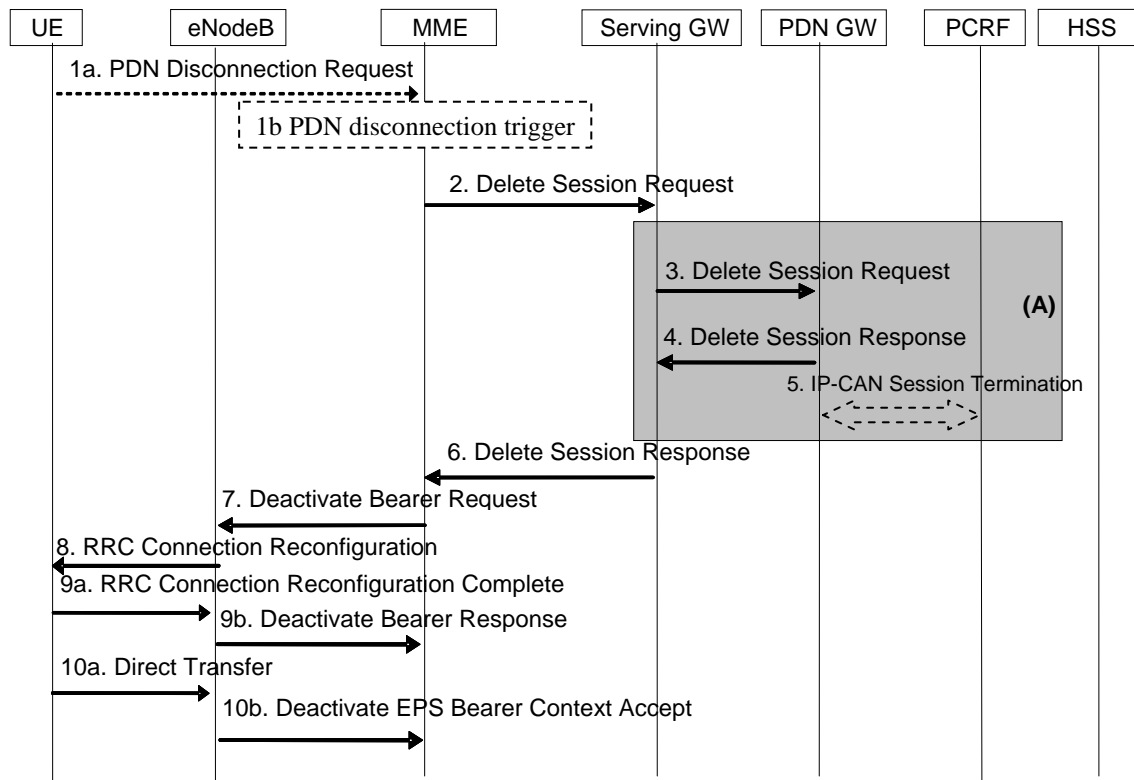 UE eNodeB MME Serving GW PDN GW PCRF HSS
1a. PDN Disconnection Request
1b PDN disconnection trigger
2. Delete Session Request
3. Delete Session Request
(A)
4. Delete Session Response
5. IP-CAN Session Termination
6. Delete Session Response
7. Deactivate Bearer Request
8. RRC Connection Reconfiguration
9a. RRC Connection Reconfiguration Complete
9b. Deactivate Bearer Response
10a. Direct Transfer
10b. Deactivate EPS Bearer Context Accept